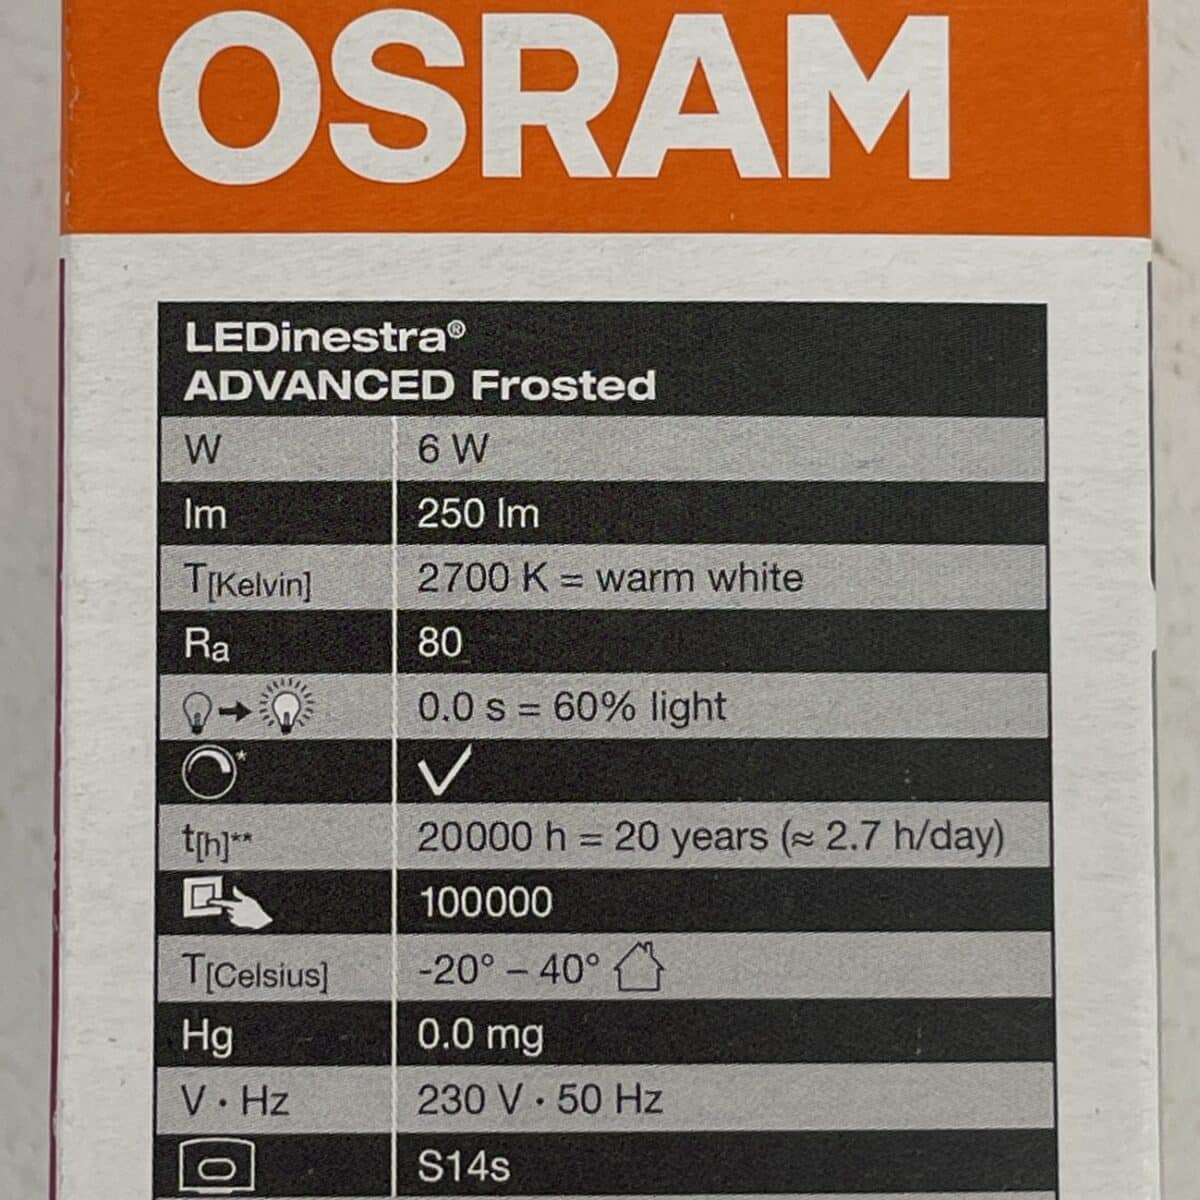 OSRAM
LEDinestra®
ADVANCED Frosted
W 6 W
lm 250 lm
T[Kelvin] 2700 K = warm white
Ra 80
0.0 s = 60% light
*
t[h]** 20000 h = 20 years (≈ 2.7 h/day)
100000
T[Celsius] -20° – 40°
Hg 0.0 mg
V · Hz 230 V · 50 Hz
S14s